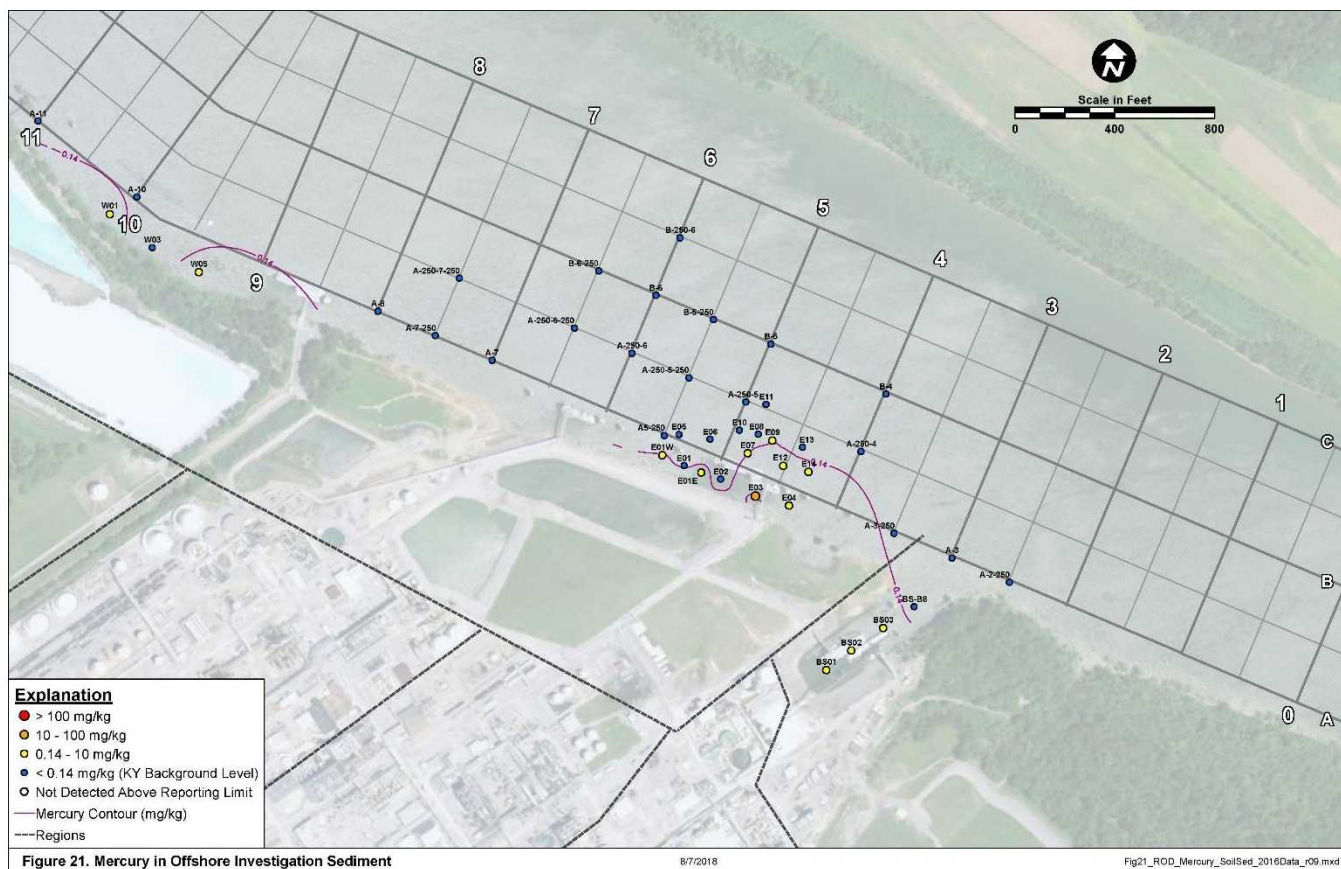 8
7
6
5
4
3
2
1
C
B
A
0
N
Scale in Feet
0 400 800
A-11
11
0.14
A-10
W01
10
W03
W05
0.14
9
A-8
A-7-250
A-7
A-250-7-250
B-250-6
B-6-250
B-6
B-5-250
B-5
B-4
A-250-6-250
A-250-6
A-250-5-250
A-250-5
E11
A5-250
E05
E06
E10
E08
E09
E13
A-250-4
E01W
E01
E01E
E02
E07
E12
E14
0.14
E03
E04
A-3-250
A-3
A-2-250
0.14
BS-B8
BS03
BS02
BS01
Explanation
> 100 mg/kg
10 - 100 mg/kg
0.14 - 10 mg/kg
< 0.14 mg/kg (KY Background Level)
Not Detected Above Reporting Limit
Mercury Contour (mg/kg)
Regions
Figure 21. Mercury in Offshore Investigation Sediment
8/7/2018
Fig21_ROD_Mercury_SoilSed_2016Data_r09.mxd